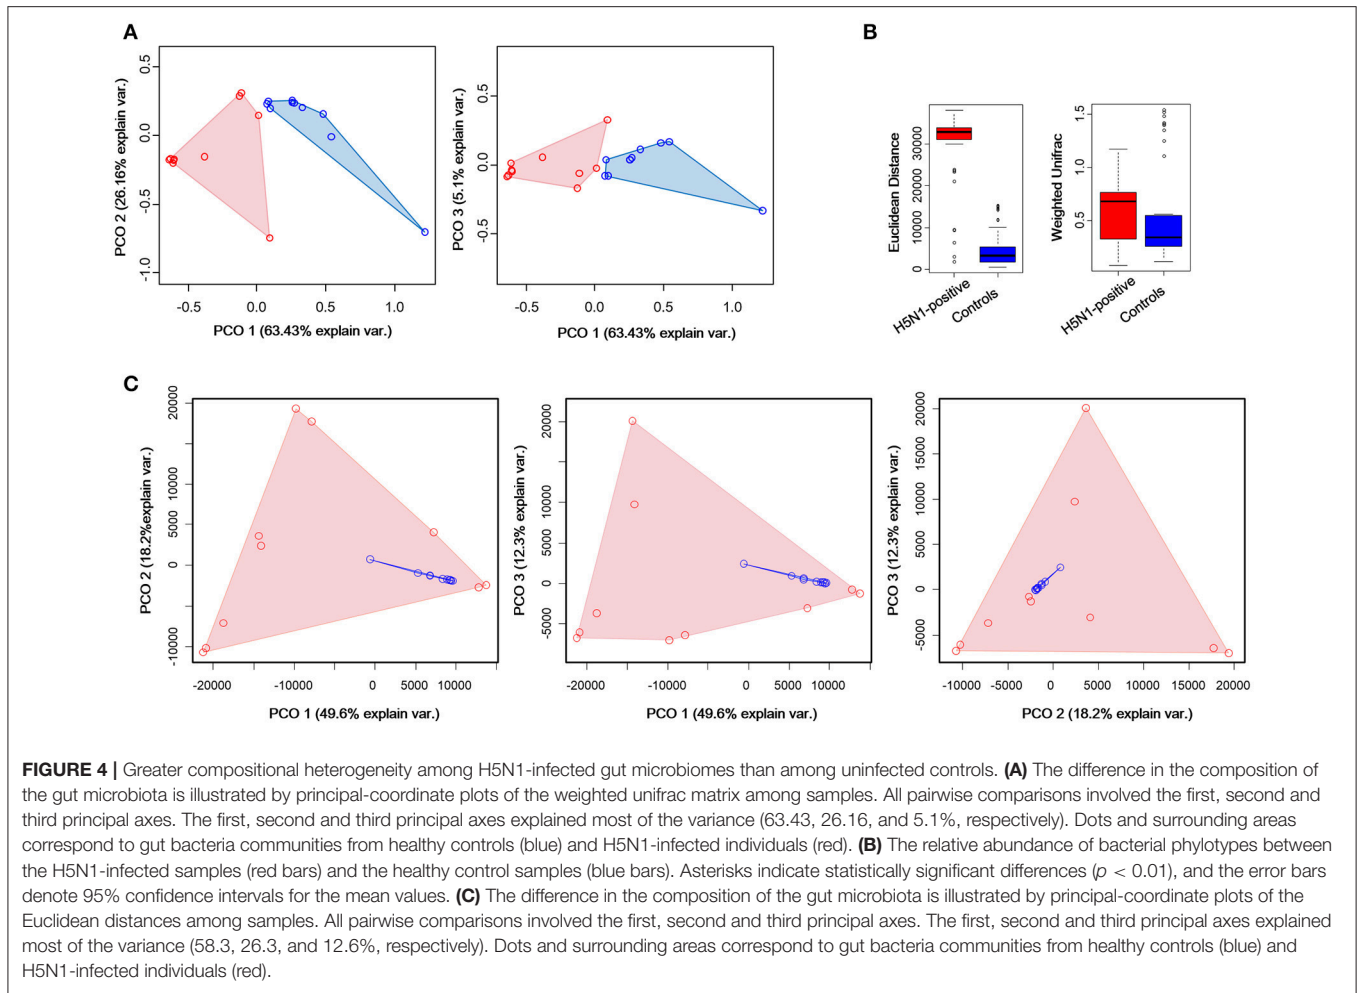 A
B
PCO 2 (26.16% explain var.)
0.5
0.0
-0.5
-1.0
-0.5
0.0
0.5
1.0
PCO 1 (63.43% explain var.)
PCO 3 (5.1% explain var.)
0.5
0.0
-0.5
-0.5
0.0
0.5
1.0
PCO 1 (63.43% explain var.)
Euclidean Distance
30000
20000
10000
0
H5N1-positive
Controls
Weighted Unifrac
1.5
1.0
0.5
H5N1-positive
Controls
C
PCO 2 (18.2%explain var.)
20000
10000
5000
0
-10000
-20000
-10000
0
5000
10000
PCO 1 (49.6% explain var.)
PCO 3 (12.3% explain var.)
20000
10000
5000
0
-5000
-20000
-10000
0
5000
10000
PCO 1 (49.6% explain var.)
PCO 3 (12.3% explain var.)
20000
15000
10000
5000
0
-5000
-10000
-5000
0
5000
10000
15000
20000
PCO 2 (18.2% explain var.)
FIGURE 4 | Greater compositional heterogeneity among H5N1-infected gut microbiomes than among uninfected controls. (A) The difference in the composition of
the gut microbiota is illustrated by principal-coordinate plots of the weighted unifrac matrix among samples. All pairwise comparisons involved the first, second and
third principal axes. The first, second and third principal axes explained most of the variance (63.43, 26.16, and 5.1%, respectively). Dots and surrounding areas
correspond to gut bacteria communities from healthy controls (blue) and H5N1-infected individuals (red). (B) The relative abundance of bacterial phylotypes between
the H5N1-infected samples (red bars) and the healthy control samples (blue bars). Asterisks indicate statistically significant differences (p < 0.01), and the error bars
denote 95% confidence intervals for the mean values. (C) The difference in the composition of the gut microbiota is illustrated by principal-coordinate plots of the
Euclidean distances among samples. All pairwise comparisons involved the first, second and third principal axes. The first, second and third principal axes explained
most of the variance (58.3, 26.3, and 12.6%, respectively). Dots and surrounding areas correspond to gut bacteria communities from healthy controls (blue) and
H5N1-infected individuals (red).